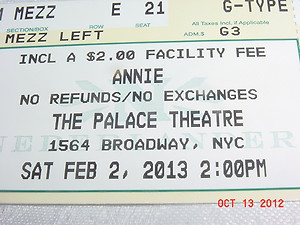 MEZZ E 21 G-TYPE
SECTION/BOX ROW SEAT All Taxes Incl. if Applicable
MEZZ LEFT ADMIT ONE G3
INCL A $2.00 FACILITY FEE
ANNIE
NO REFUNDS/NO EXCHANGES
THE PALACE THEATRE
1564 BROADWAY, NYC
SAT FEB 2, 2013 2:00PM
OCT 13 2012